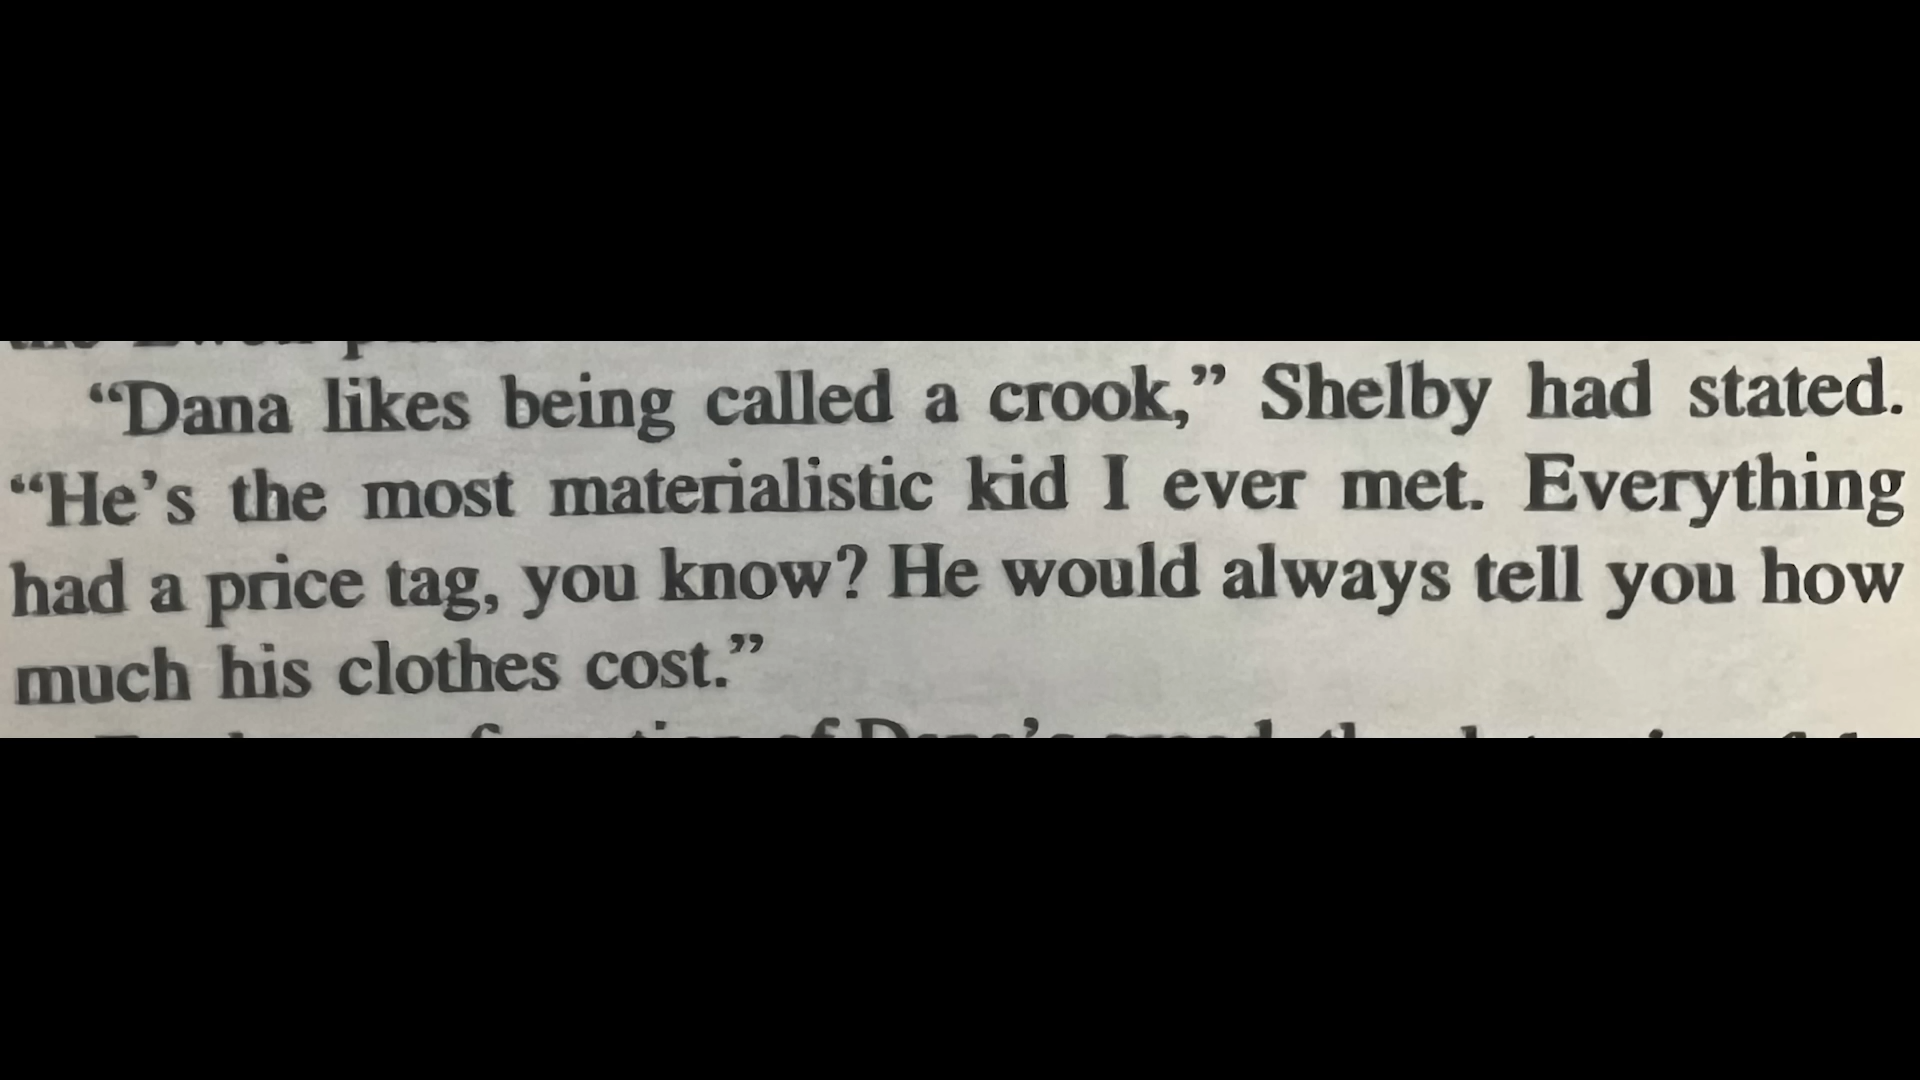 “Dana likes being called a crook,” Shelby had stated.
“He’s the most materialistic kid I ever met. Everything
had a price tag, you know? He would always tell you how
much his clothes cost.”